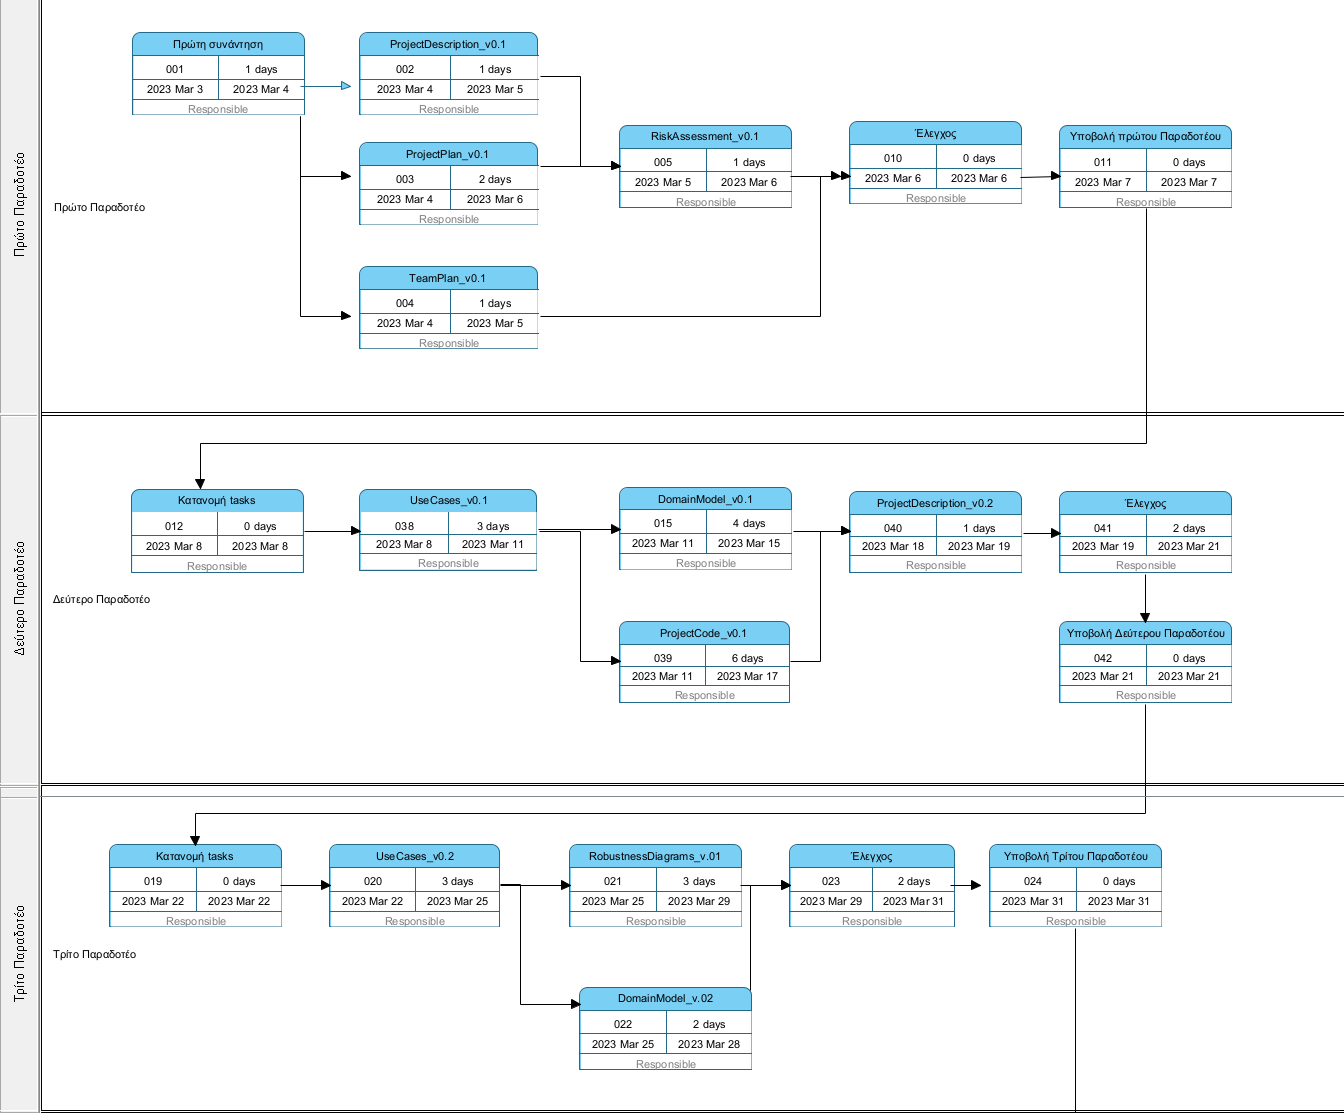 Πρώτο Παραδοτέο
Πρώτο Παραδοτέο
Πρώτη συνάντηση
001 1 days
2023 Mar 3 2023 Mar 4
Responsible
ProjectDescription_v0.1
002 1 days
2023 Mar 4 2023 Mar 5
Responsible
ProjectPlan_v0.1
003 2 days
2023 Mar 4 2023 Mar 6
Responsible
TeamPlan_v0.1
004 1 days
2023 Mar 4 2023 Mar 5
Responsible
RiskAssessment_v0.1
005 1 days
2023 Mar 5 2023 Mar 6
Responsible
Έλεγχος
010 0 days
2023 Mar 6 2023 Mar 6
Responsible
Υποβολή πρώτου Παραδοτέου
011 0 days
2023 Mar 7 2023 Mar 7
Responsible
Δεύτερο Παραδοτέο
Δεύτερο Παραδοτέο
Κατανομή tasks
012 0 days
2023 Mar 8 2023 Mar 8
Responsible
UseCases_v0.1
038 3 days
2023 Mar 8 2023 Mar 11
Responsible
DomainModel_v0.1
015 4 days
2023 Mar 11 2023 Mar 15
Responsible
ProjectCode_v0.1
039 6 days
2023 Mar 11 2023 Mar 17
Responsible
ProjectDescription_v0.2
040 1 days
2023 Mar 18 2023 Mar 19
Responsible
Έλεγχος
041 2 days
2023 Mar 19 2023 Mar 21
Responsible
Υποβολή Δεύτερου Παραδοτέου
042 0 days
2023 Mar 21 2023 Mar 21
Responsible
Τρίτο Παραδοτέο
Τρίτο Παραδοτέο
Κατανομή tasks
019 0 days
2023 Mar 22 2023 Mar 22
Responsible
UseCases_v0.2
020 3 days
2023 Mar 22 2023 Mar 25
Responsible
RobustnessDiagrams_v.01
021 3 days
2023 Mar 25 2023 Mar 29
Responsible
DomainModel_v.02
022 2 days
2023 Mar 25 2023 Mar 28
Responsible
Έλεγχος
023 2 days
2023 Mar 29 2023 Mar 31
Responsible
Υποβολή Τρίτου Παραδοτέου
024 0 days
2023 Mar 31 2023 Mar 31
Responsible